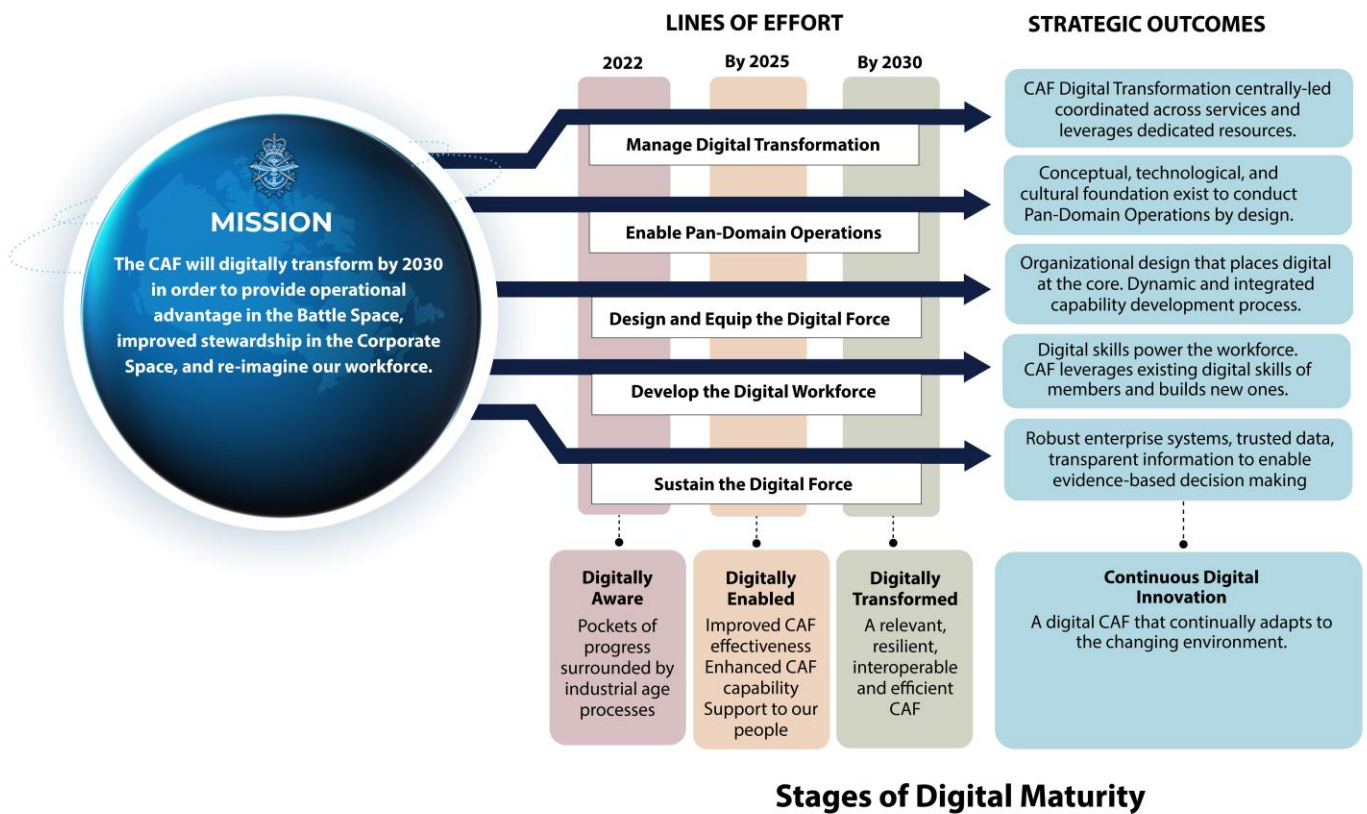 LINES OF EFFORT
STRATEGIC OUTCOMES
2022
By 2025
By 2030
MISSION
The CAF will digitally transform by 2030
in order to provide operational
advantage in the Battle Space,
improved stewardship in the Corporate
Space, and re-imagine our workforce.
Manage Digital Transformation
CAF Digital Transformation centrally-led
coordinated across services and
leverages dedicated resources.
Enable Pan-Domain Operations
Conceptual, technological, and
cultural foundation exist to conduct
Pan-Domain Operations by design.
Design and Equip the Digital Force
Organizational design that places digital
at the core. Dynamic and integrated
capability development process.
Develop the Digital Workforce
Digital skills power the workforce.
CAF leverages existing digital skills of
members and builds new ones.
Sustain the Digital Force
Robust enterprise systems, trusted data,
transparent information to enable
evidence-based decision making
Digitally
Aware
Pockets of
progress
surrounded by
industrial age
processes
Digitally
Enabled
Improved CAF
effectiveness
Enhanced CAF
capability
Support to our
people
Digitally
Transformed
A relevant,
resilient,
interoperable
and efficient
CAF
Continuous Digital
Innovation
A digital CAF that continually adapts to
the changing environment.
Stages of Digital Maturity